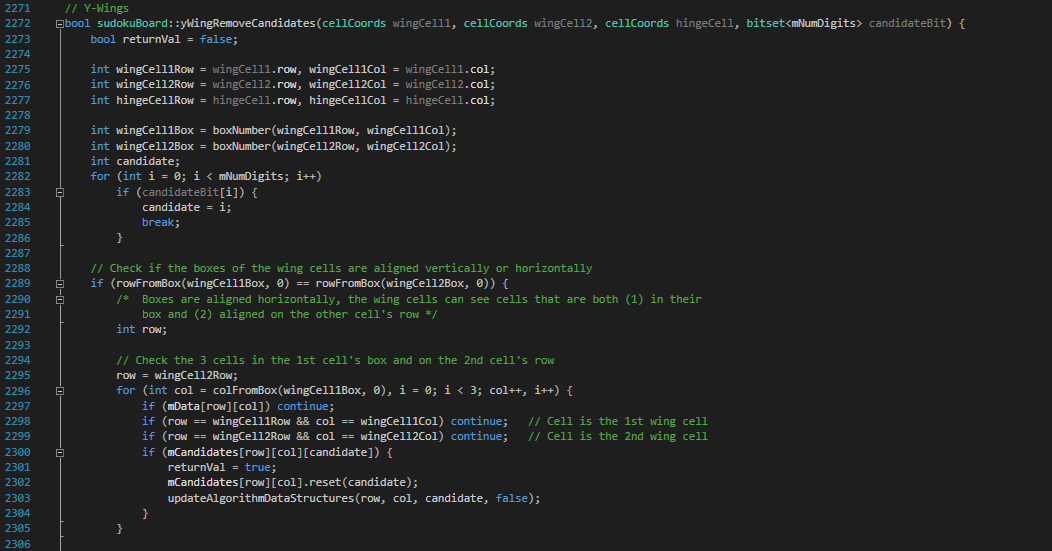 2271 // Y-Wings
2272 bool sudokuBoard::yWingRemoveCandidates(cellCoords wingCell1, cellCoords wingCell2, cellCoords hingeCell, bitset<mNumDigits> candidateBit) {
2273 bool returnVal = false;
2274
2275 int wingCell1Row = wingCell1.row, wingCell1Col = wingCell1.col;
2276 int wingCell2Row = wingCell2.row, wingCell2Col = wingCell2.col;
2277 int hingeCellRow = hingeCell.row, hingeCellCol = hingeCell.col;
2278
2279 int wingCell1Box = boxNumber(wingCell1Row, wingCell1Col);
2280 int wingCell2Box = boxNumber(wingCell2Row, wingCell2Col);
2281 int candidate;
2282 for (int i = 0; i < mNumDigits; i++)
2283 if (candidateBit[i]) {
2284 candidate = i;
2285 break;
2286 }
2287
2288 // Check if the boxes of the wing cells are aligned vertically or horizontally
2289 if (rowFromBox(wingCell1Box, 0) == rowFromBox(wingCell2Box, 0)) {
2290 /* Boxes are aligned horizontally, the wing cells can see cells that are both (1) in their
2291 box and (2) aligned on the other cell's row */
2292 int row;
2293
2294 // Check the 3 cells in the 1st cell's box and on the 2nd cell's row
2295 row = wingCell2Row;
2296 for (int col = colFromBox(wingCell1Box, 0), i = 0; i < 3; col++, i++) {
2297 if (mData[row][col]) continue;
2298 if (row == wingCell1Row && col == wingCell1Col) continue; // Cell is the 1st wing cell
2299 if (row == wingCell2Row && col == wingCell2Col) continue; // Cell is the 2nd wing cell
2300 if (mCandidates[row][col][candidate]) {
2301 returnVal = true;
2302 mCandidates[row][col].reset(candidate);
2303 updateAlgorithmDataStructures(row, col, candidate, false);
2304 }
2305 }
2306